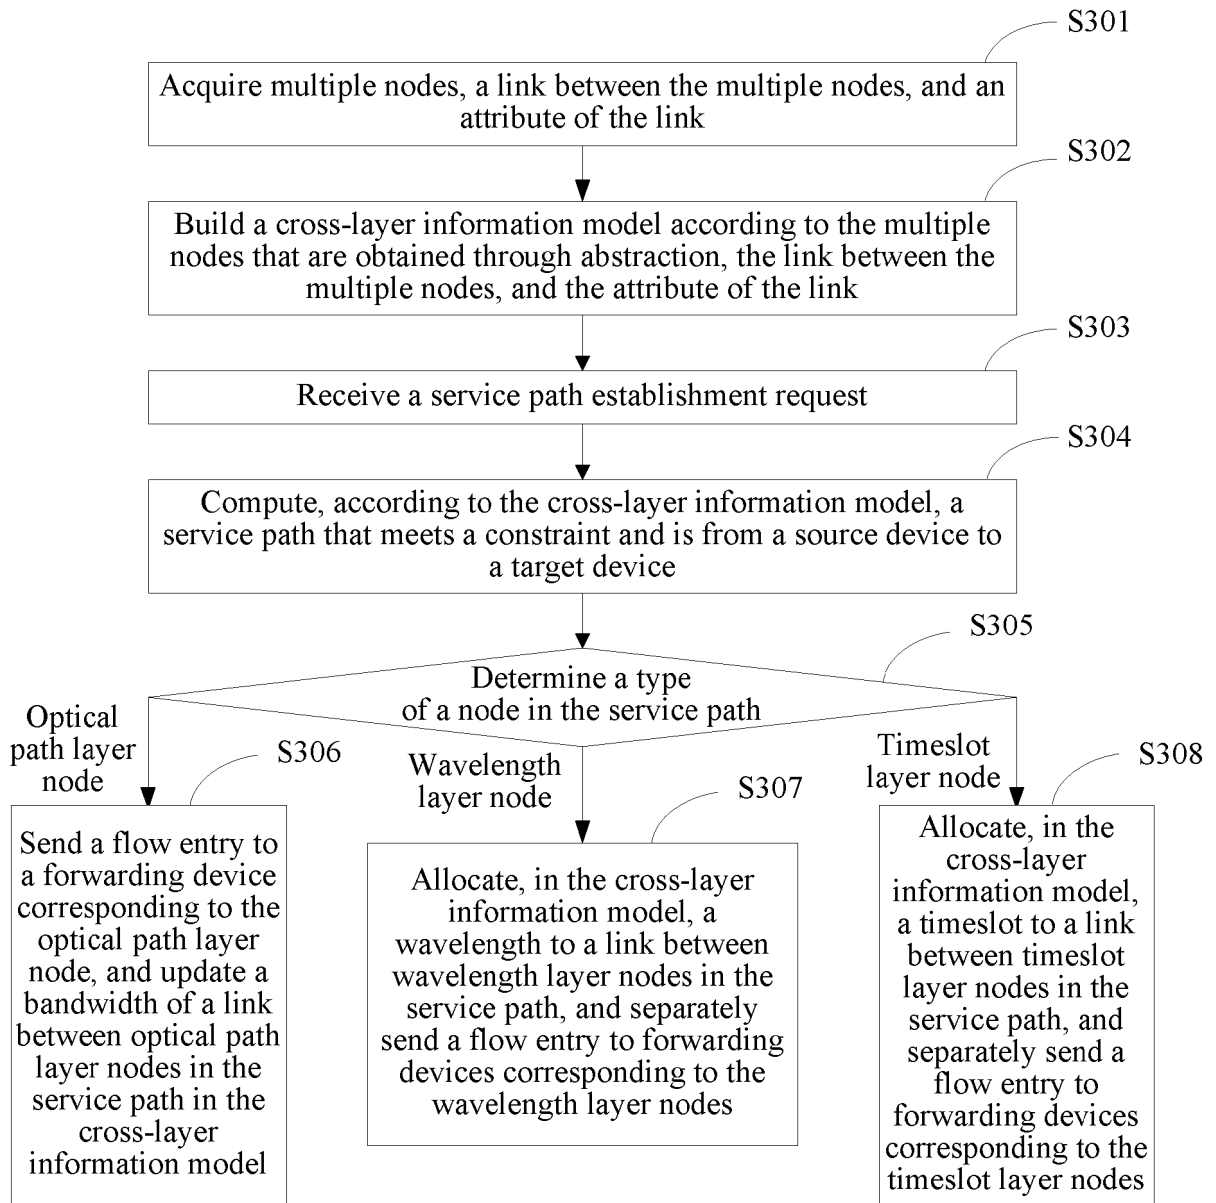 S301
Acquire multiple nodes, a link between the multiple nodes, and an
attribute of the link
S302
Build a cross-layer information model according to the multiple
nodes that are obtained through abstraction, the link between the
multiple nodes, and the attribute of the link
S303
Receive a service path establishment request
S304
Compute, according to the cross-layer information model, a
service path that meets a constraint and is from a source device to
a target device
S305
Determine a type
of a node in the service path
Optical
path layer
node
S306
Send a flow entry to
a forwarding device
corresponding to the
optical path layer
node, and update a
bandwidth of a link
between optical path
layer nodes in the
service path in the
cross-layer
information model
Wavelength
layer node
S307
Allocate, in the cross-layer
information model, a
wavelength to a link between
wavelength layer nodes in the
service path, and separately
send a flow entry to forwarding
devices corresponding to the
wavelength layer nodes
Timeslot
layer node
S308
Allocate, in the
cross-layer
information model,
a timeslot to a link
between timeslot
layer nodes in the
service path, and
separately send a
flow entry to
forwarding devices
corresponding to the
timeslot layer nodes